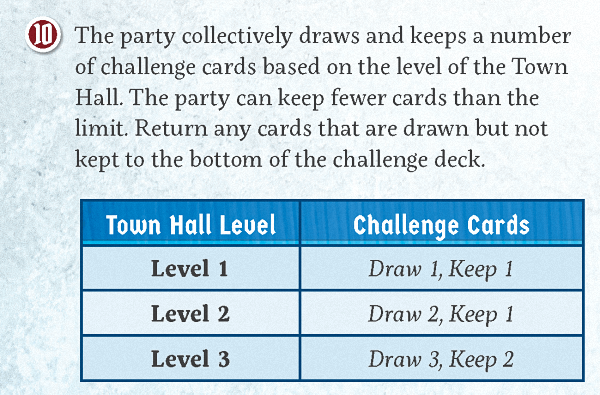 10 The party collectively draws and keeps a number
of challenge cards based on the level of the Town
Hall. The party can keep fewer cards than the
limit. Return any cards that are drawn but not
kept to the bottom of the challenge deck.
Town Hall Level Challenge Cards
Level 1 Draw 1, Keep 1
Level 2 Draw 2, Keep 1
Level 3 Draw 3, Keep 2